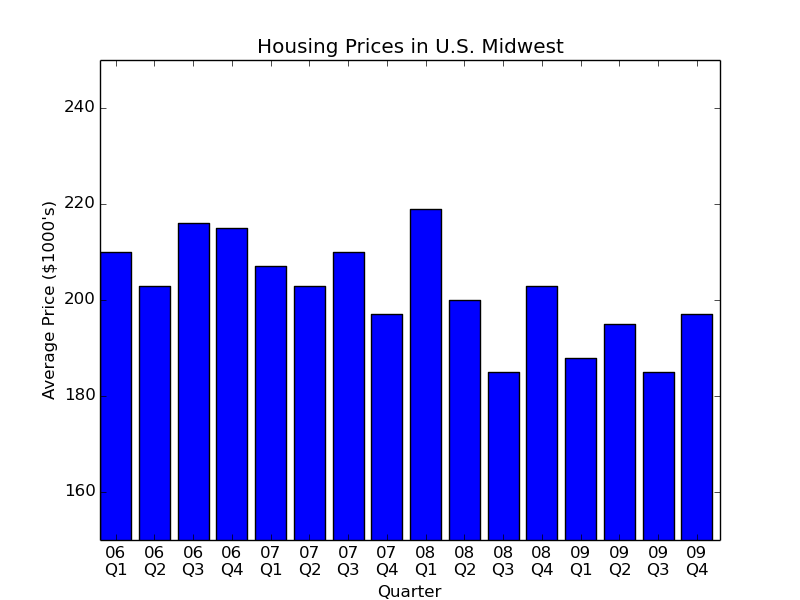 Housing Prices in U.S. Midwest
240
220
200
180
160
Average Price ($1000's)
06 06 06 06 07 07 07 07 08 08 08 08 09 09 09 09
Q1 Q2 Q3 Q4 Q1 Q2 Q3 Q4 Q1 Q2 Q3 Q4 Q1 Q2 Q3 Q4
Quarter